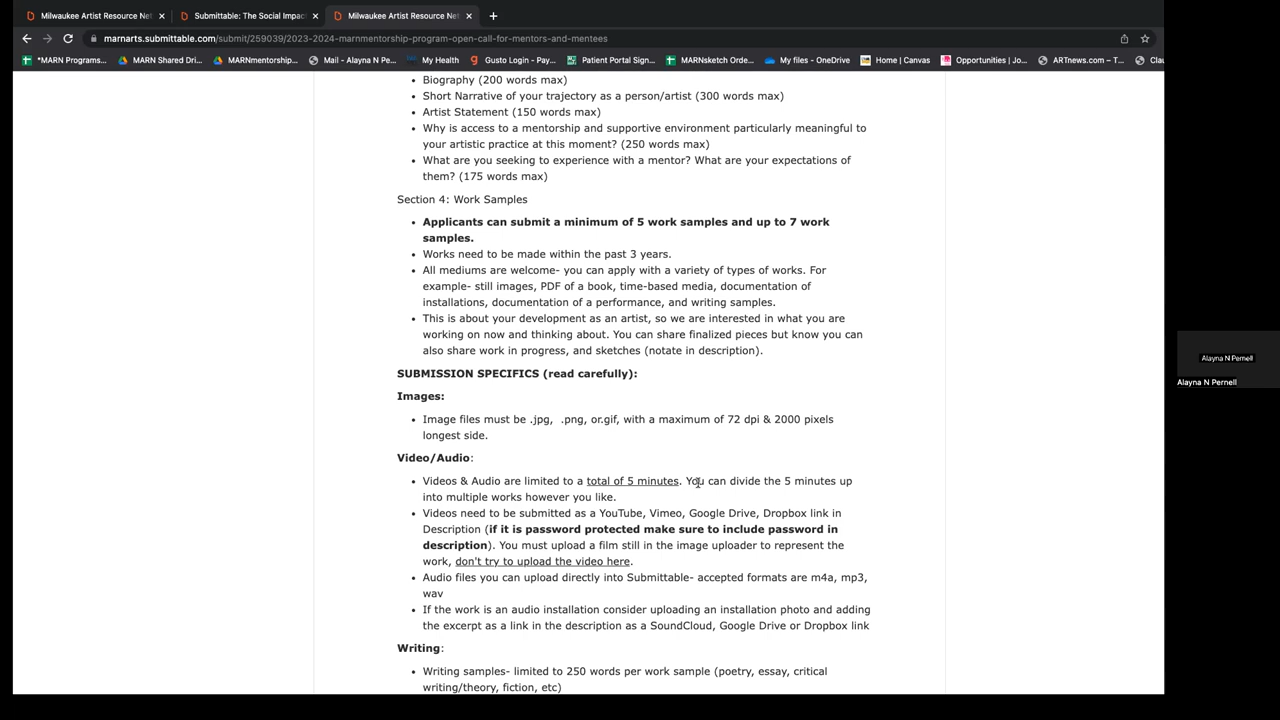 Milwaukee Artist Resource Net
Submittable: The Social Impac
Milwaukee Artist Resource Net
marnarts.submittable.com/submit/259039/2023-2024-marnmentorship-program-open-call-for-mentors-and-mentees
*MARN Programs... MARN Shared Dri... MARNmentorship... Mail - Alayna N Pe... My Health Gusto Login - Pay... Patient Portal Sign... MARNsketch Orde... My files - OneDrive Home | Canvas Opportunities | Jo... ARTnews.com – T... Clau
• Biography (200 words max)
• Short Narrative of your trajectory as a person/artist (300 words max)
• Artist Statement (150 words max)
• Why is access to a mentorship and supportive environment particularly meaningful to
your artistic practice at this moment? (250 words max)
• What are you seeking to experience with a mentor? What are your expectations of
them? (175 words max)
Section 4: Work Samples
• Applicants can submit a minimum of 5 work samples and up to 7 work
samples.
• Works need to be made within the past 3 years.
• All mediums are welcome- you can apply with a variety of types of works. For
example- still images, PDF of a book, time-based media, documentation of
installations, documentation of a performance, and writing samples.
• This is about your development as an artist, so we are interested in what you are
working on now and thinking about. You can share finalized pieces but know you can
also share work in progress, and sketches (notate in description).
SUBMISSION SPECIFICS (read carefully):
Images:
• Image files must be .jpg, .png, or.gif, with a maximum of 72 dpi & 2000 pixels
longest side.
Video/Audio:
• Videos & Audio are limited to a total of 5 minutes. You can divide the 5 minutes up
into multiple works however you like.
• Videos need to be submitted as a YouTube, Vimeo, Google Drive, Dropbox link in
Description (if it is password protected make sure to include password in
description). You must upload a film still in the image uploader to represent the
work, don't try to upload the video here.
• Audio files you can upload directly into Submittable- accepted formats are m4a, mp3,
wav
• If the work is an audio installation consider uploading an installation photo and adding
the excerpt as a link in the description as a SoundCloud, Google Drive or Dropbox link
Writing:
• Writing samples- limited to 250 words per work sample (poetry, essay, critical
writing/theory, fiction, etc)
Alayna N Pernell
Alayna N Pernell